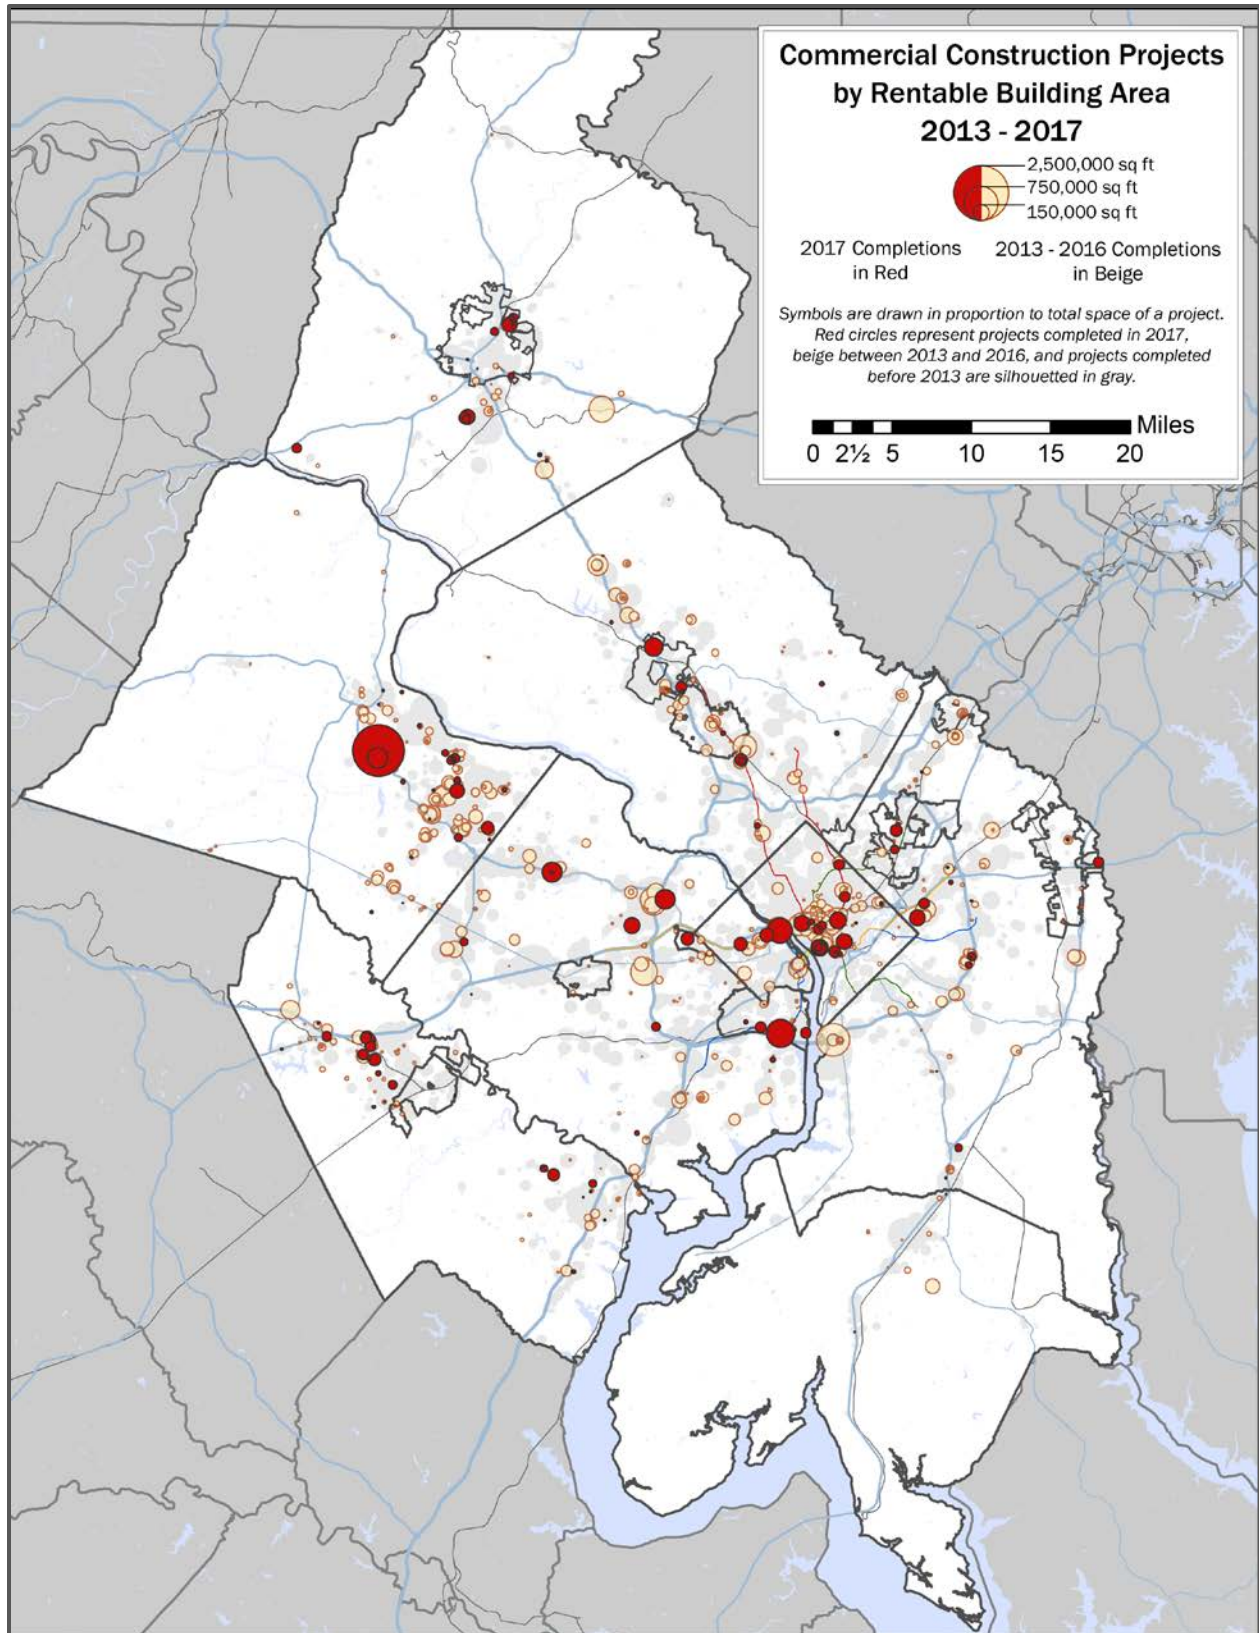 Commercial Construction Projects
by Rentable Building Area
2013 - 2017
2,500,000 sq ft
750,000 sq ft
150,000 sq ft
2017 Completions
in Red
2013 - 2016 Completions
in Beige
Symbols are drawn in proportion to total space of a project.
Red circles represent projects completed in 2017,
beige between 2013 and 2016, and projects completed
before 2013 are silhouetted in gray.
Miles
0 2½ 5 10 15 20